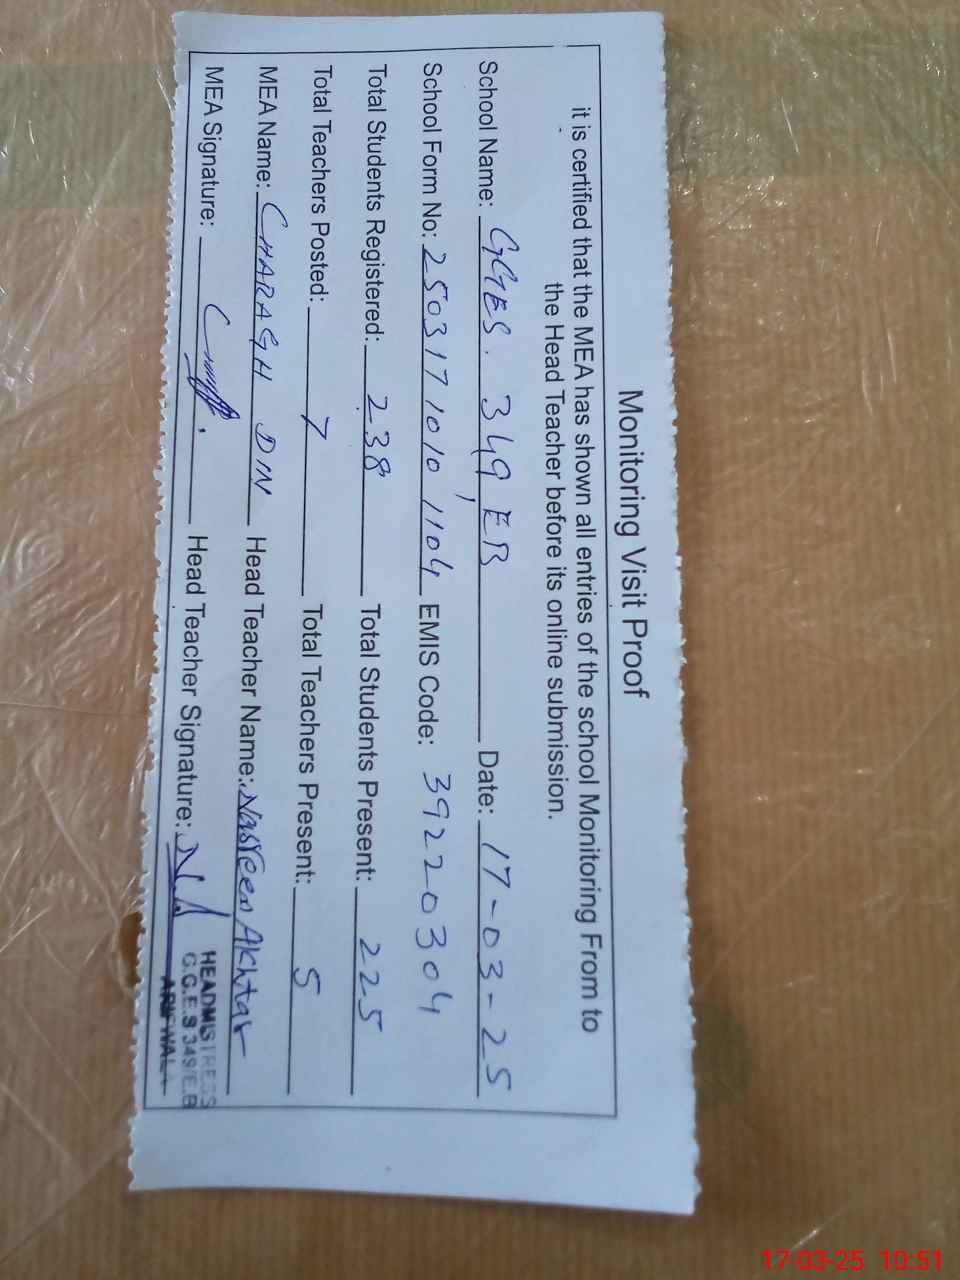 Monitoring Visit Proof
it is certified that the MEA has shown all entries of the school Monitoring From to
the Head Teacher before its online submission.
School Name: GGES. 349, EB Date: 17-03-25
School Form No: 25031710101104 EMIS Code: 39220304
Total Students Registered: 238 Total Students Present: 225
Total Teachers Posted: 7 Total Teachers Present: 5
MEA Name: CHARAGH DIN Head Teacher Name: Nasreen Akhtar
MEA Signature: Head Teacher Signature:
HEADMISTRESS
G.G.E.S 349/E.B
ARIFWALA
17-03-25 10:51